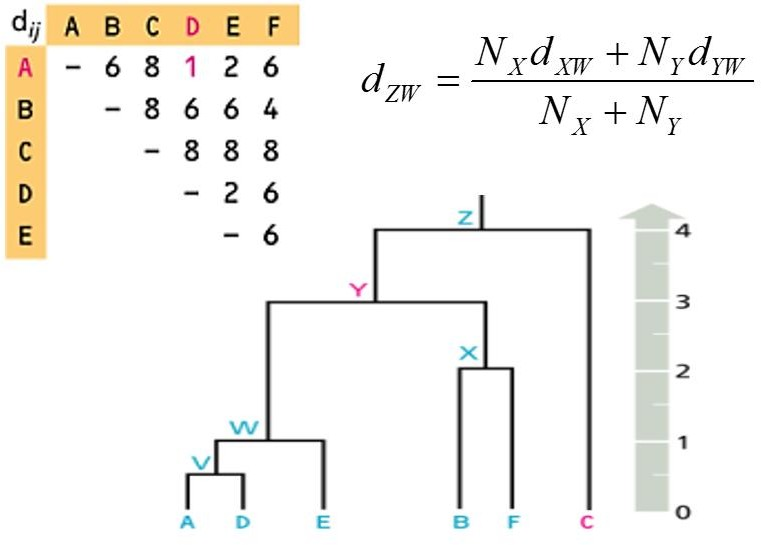 dij A B C D E F
A - 6 8 1 2 6
B - 8 6 6 4
C - 8 8 8
D - 2 6
E - 6
dZW = NX dXW + NY dYW / NX + NY
Z
4
Y
3
X
2
W
1
V
0
A D E B F C